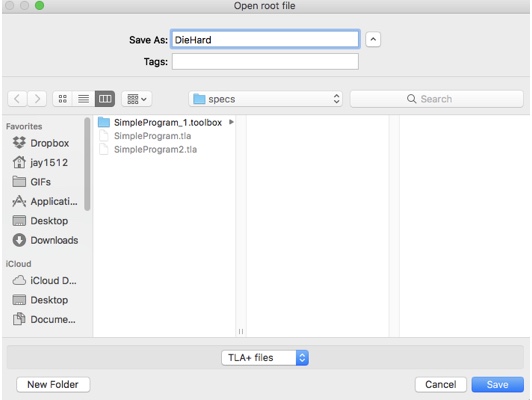 Open root file
Save As: DieHard
Tags:
specs
Search
Favorites
Dropbox
jay1512
GIFs
Applicati...
Desktop
Downloads
iCloud
iCloud D...
Desktop
Docume...
SimpleProgram_1.toolbox
SimpleProgram.tla
SimpleProgram2.tla
TLA+ files
New Folder
Cancel
Save